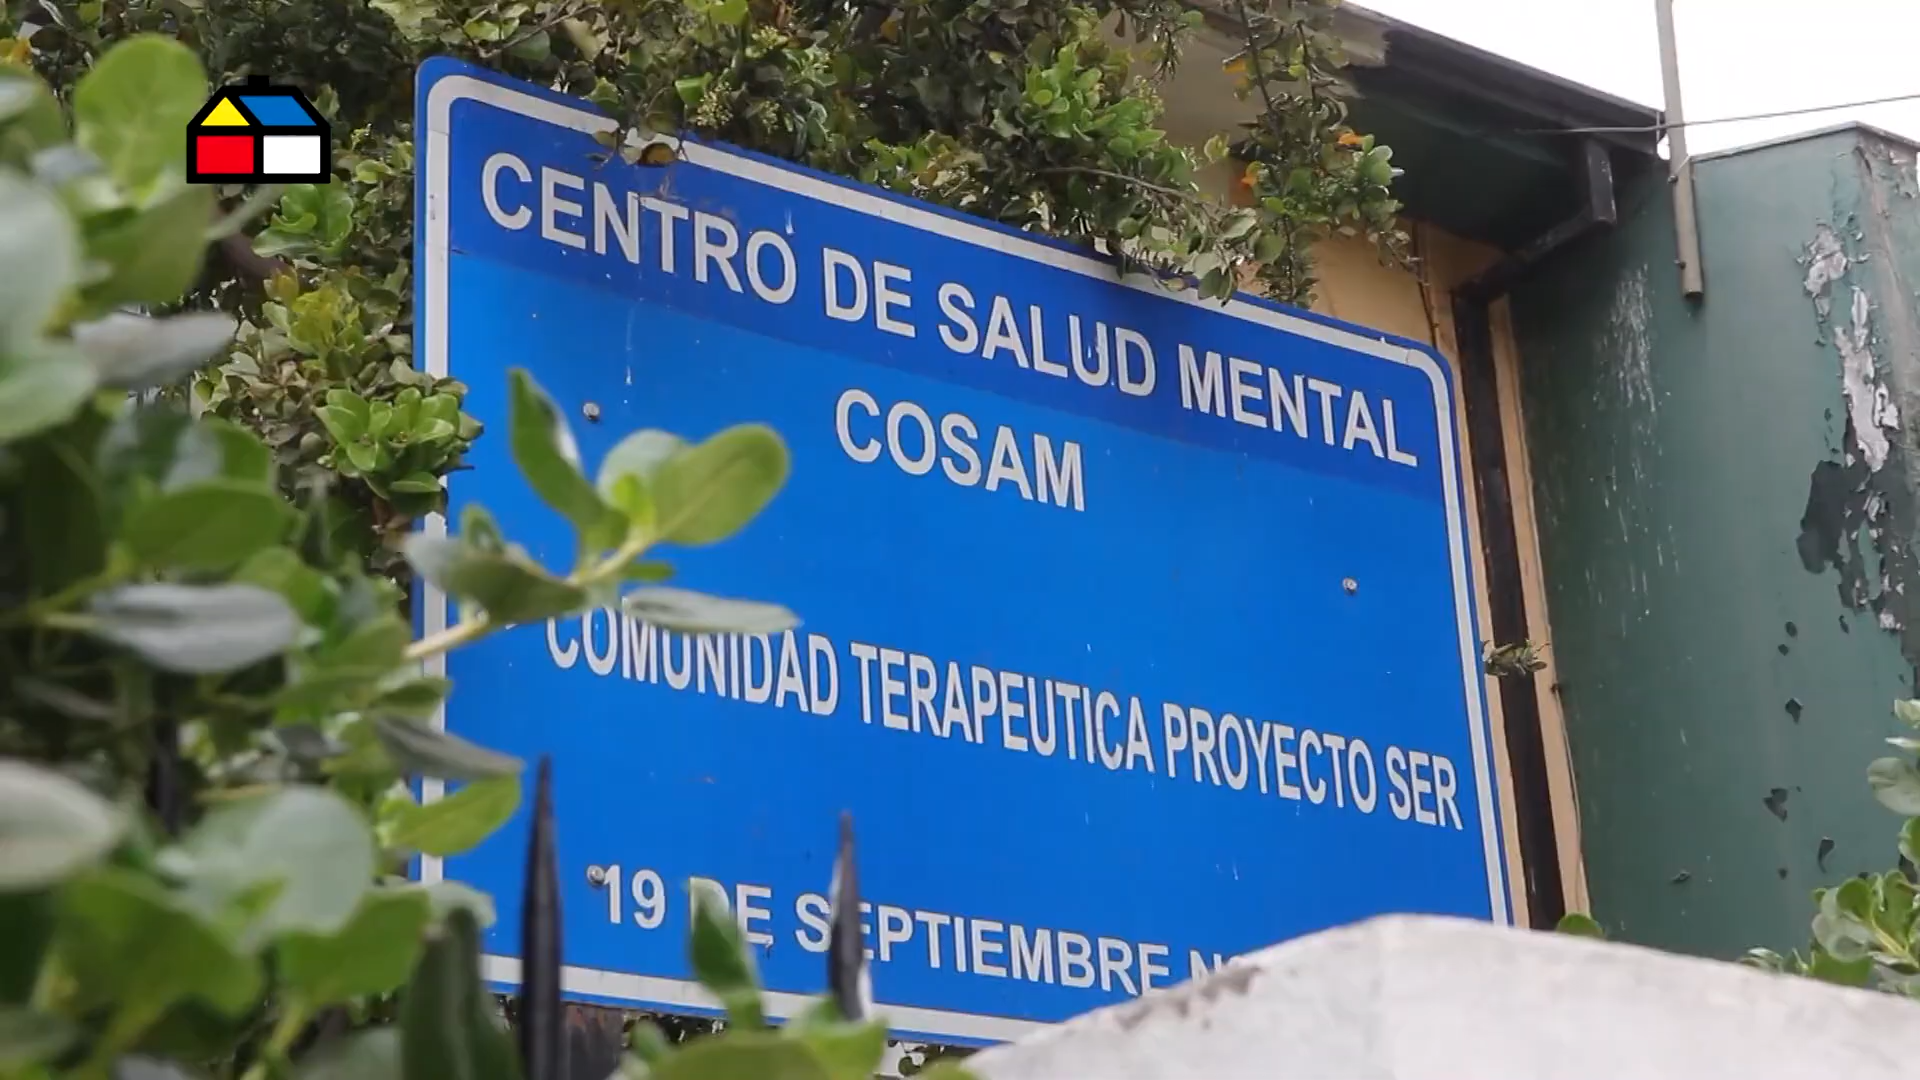 CENTRO DE SALUD MENTAL
COSAM
COMUNIDAD TERAPEUTICA PROYECTO SER
19 DE SEPTIEMBRE